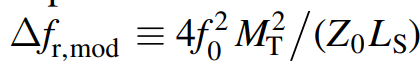 Δf_{r,mod} ≡ 4f_0^2 M_T^2/(Z_0 L_S)